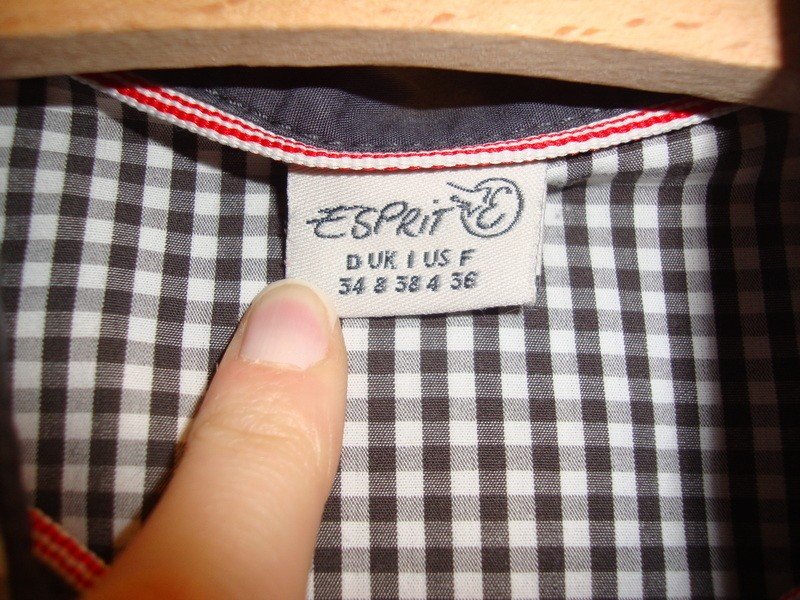 ESPRIT E
D UK I US F
34 8 38 4 36